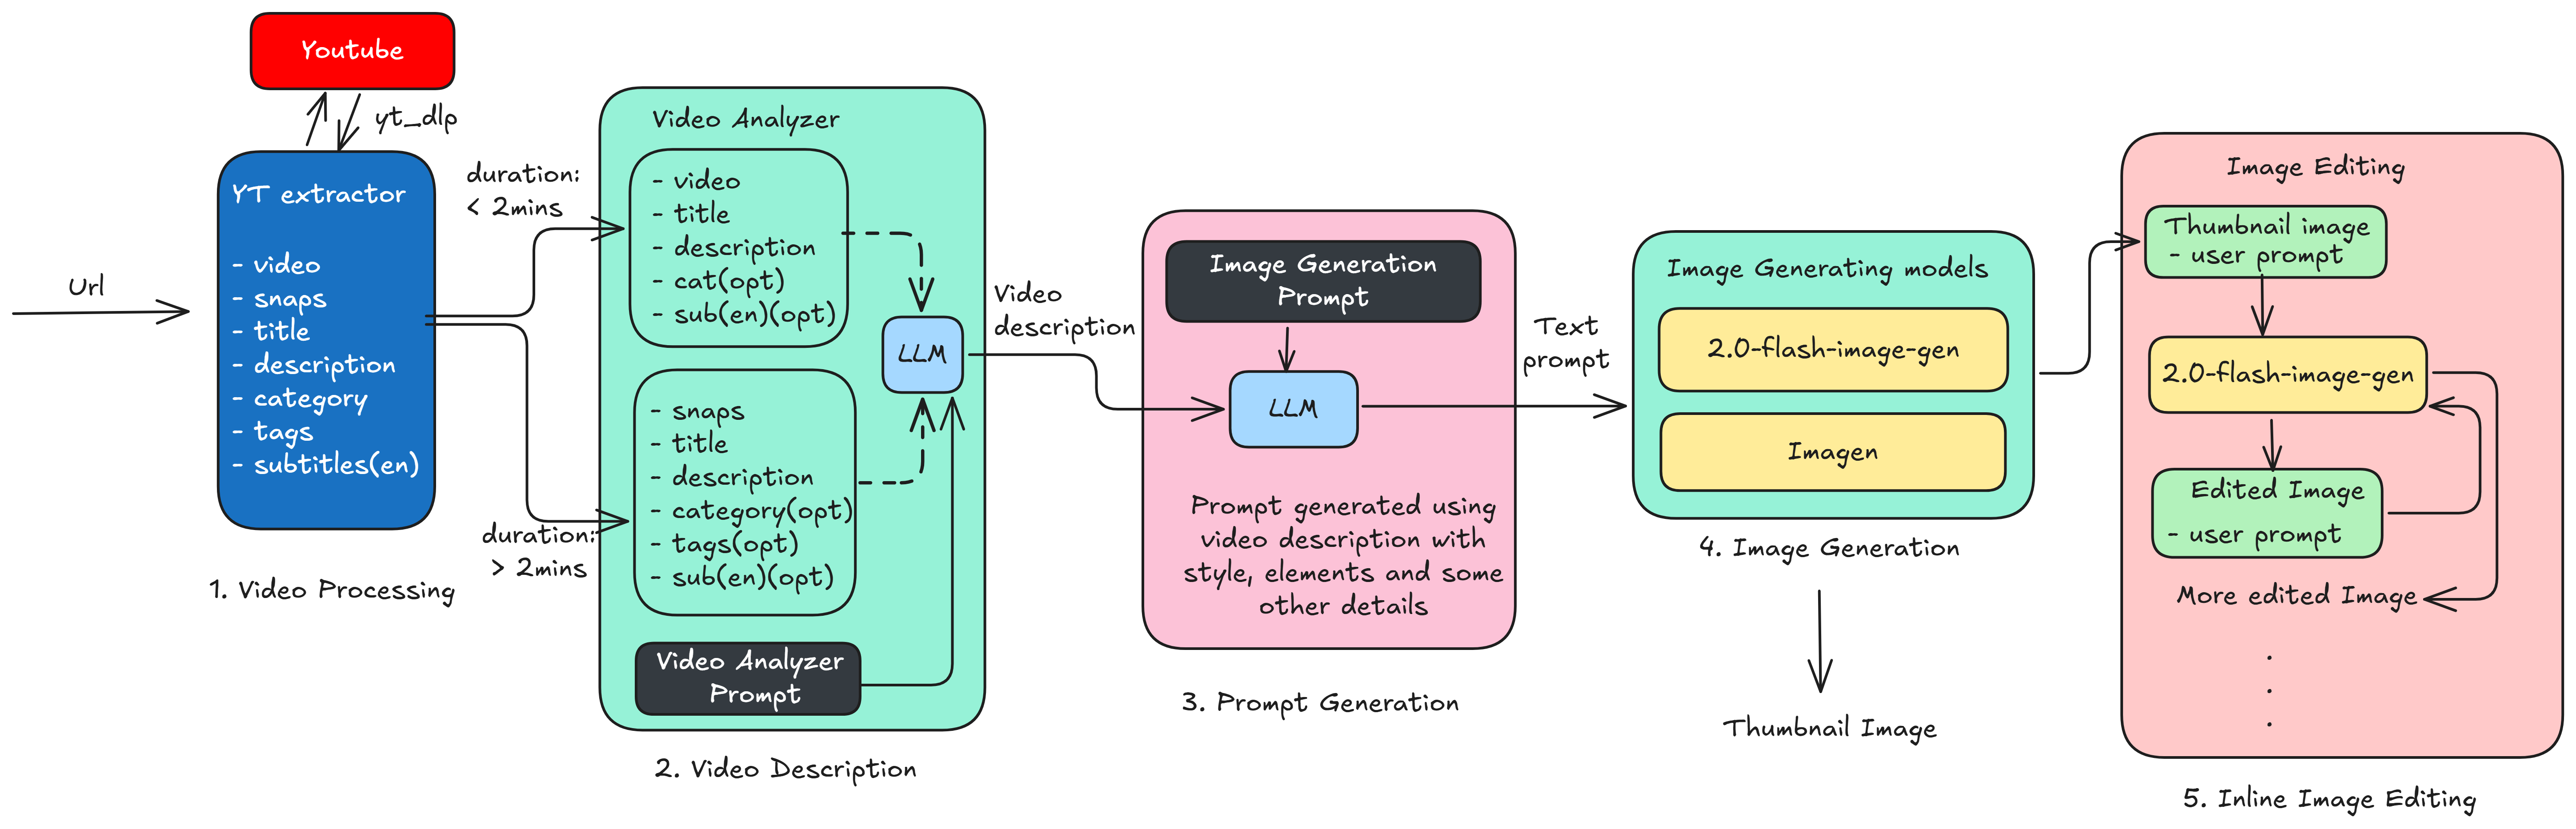 Youtube
yt_dlp
Url
YT extractor
- video
- snaps
- title
- description
- category
- tags
- subtitles(en)
1. Video Processing
duration:
< 2mins
duration:
> 2mins
Video Analyzer
- video
- title
- description
- cat(opt)
- sub(en)(opt)
- snaps
- title
- description
- category(opt)
- tags(opt)
- sub(en)(opt)
LLM
Video Analyzer
Prompt
2. Video Description
Video
description
Image Generation
Prompt
LLM
Prompt generated using
video description with
style, elements and some
other details
3. Prompt Generation
Text
prompt
Image Generating models
2.0-flash-image-gen
Imagen
4. Image Generation
Thumbnail Image
Image Editing
Thumbnail image
- user prompt
2.0-flash-image-gen
Edited Image
- user prompt
More edited Image
.
.
.
5. Inline Image Editing